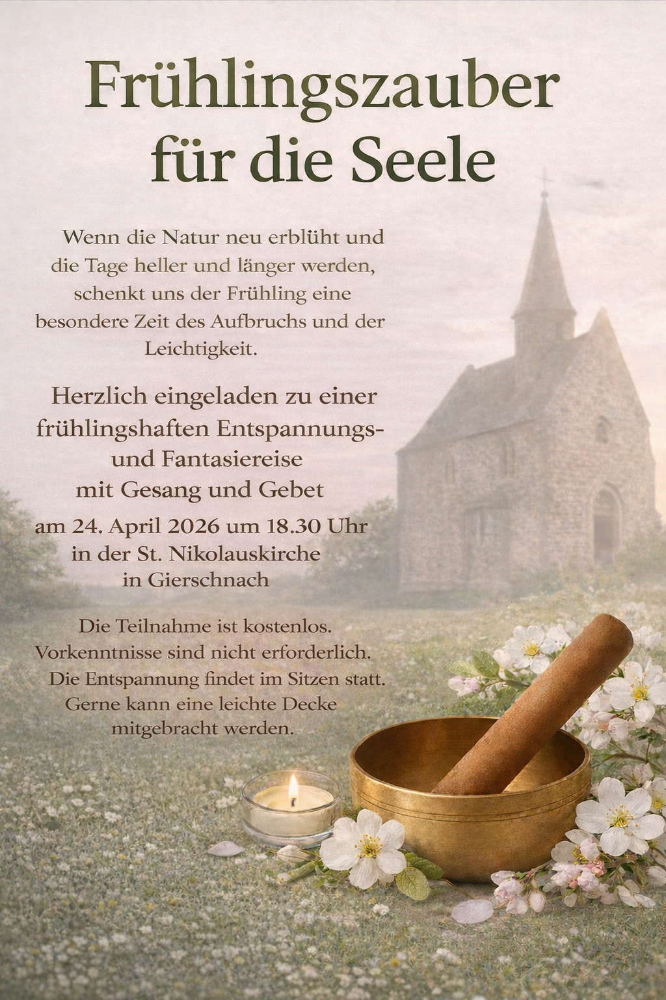 Frühlingszauber
für die Seele
Wenn die Natur neu erblüht und
die Tage heller und länger werden,
schenkt uns der Frühling eine
besondere Zeit des Aufbruchs und der
Leichtigkeit.
Herzlich eingeladen zu einer
frühlingshaften Entspannungs-
und Fantasiereise
mit Gesang und Gebet
am 24. April 2026 um 18.30 Uhr
in der St. Nikolauskirche
in Gierschnach
Die Teilnahme ist kostenlos.
Vorkenntnisse sind nicht erforderlich.
Die Entspannung findet im Sitzen statt.
Gerne kann eine leichte Decke
mitgebracht werden.